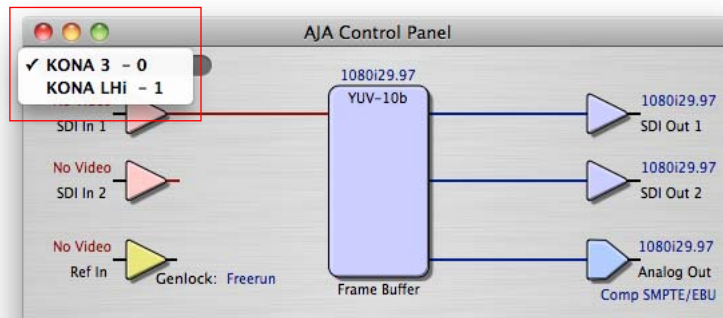 AJA Control Panel
✓ KONA 3 - 0
KONA LHi - 1
1080i29.97
YUV-10b
No Video
SDI In 1
1080i29.97
SDI Out 1
No Video
SDI In 2
1080i29.97
SDI Out 2
No Video
Ref In
Genlock: Freerun
Frame Buffer
1080i29.97
Analog Out
Comp SMPTE/EBU